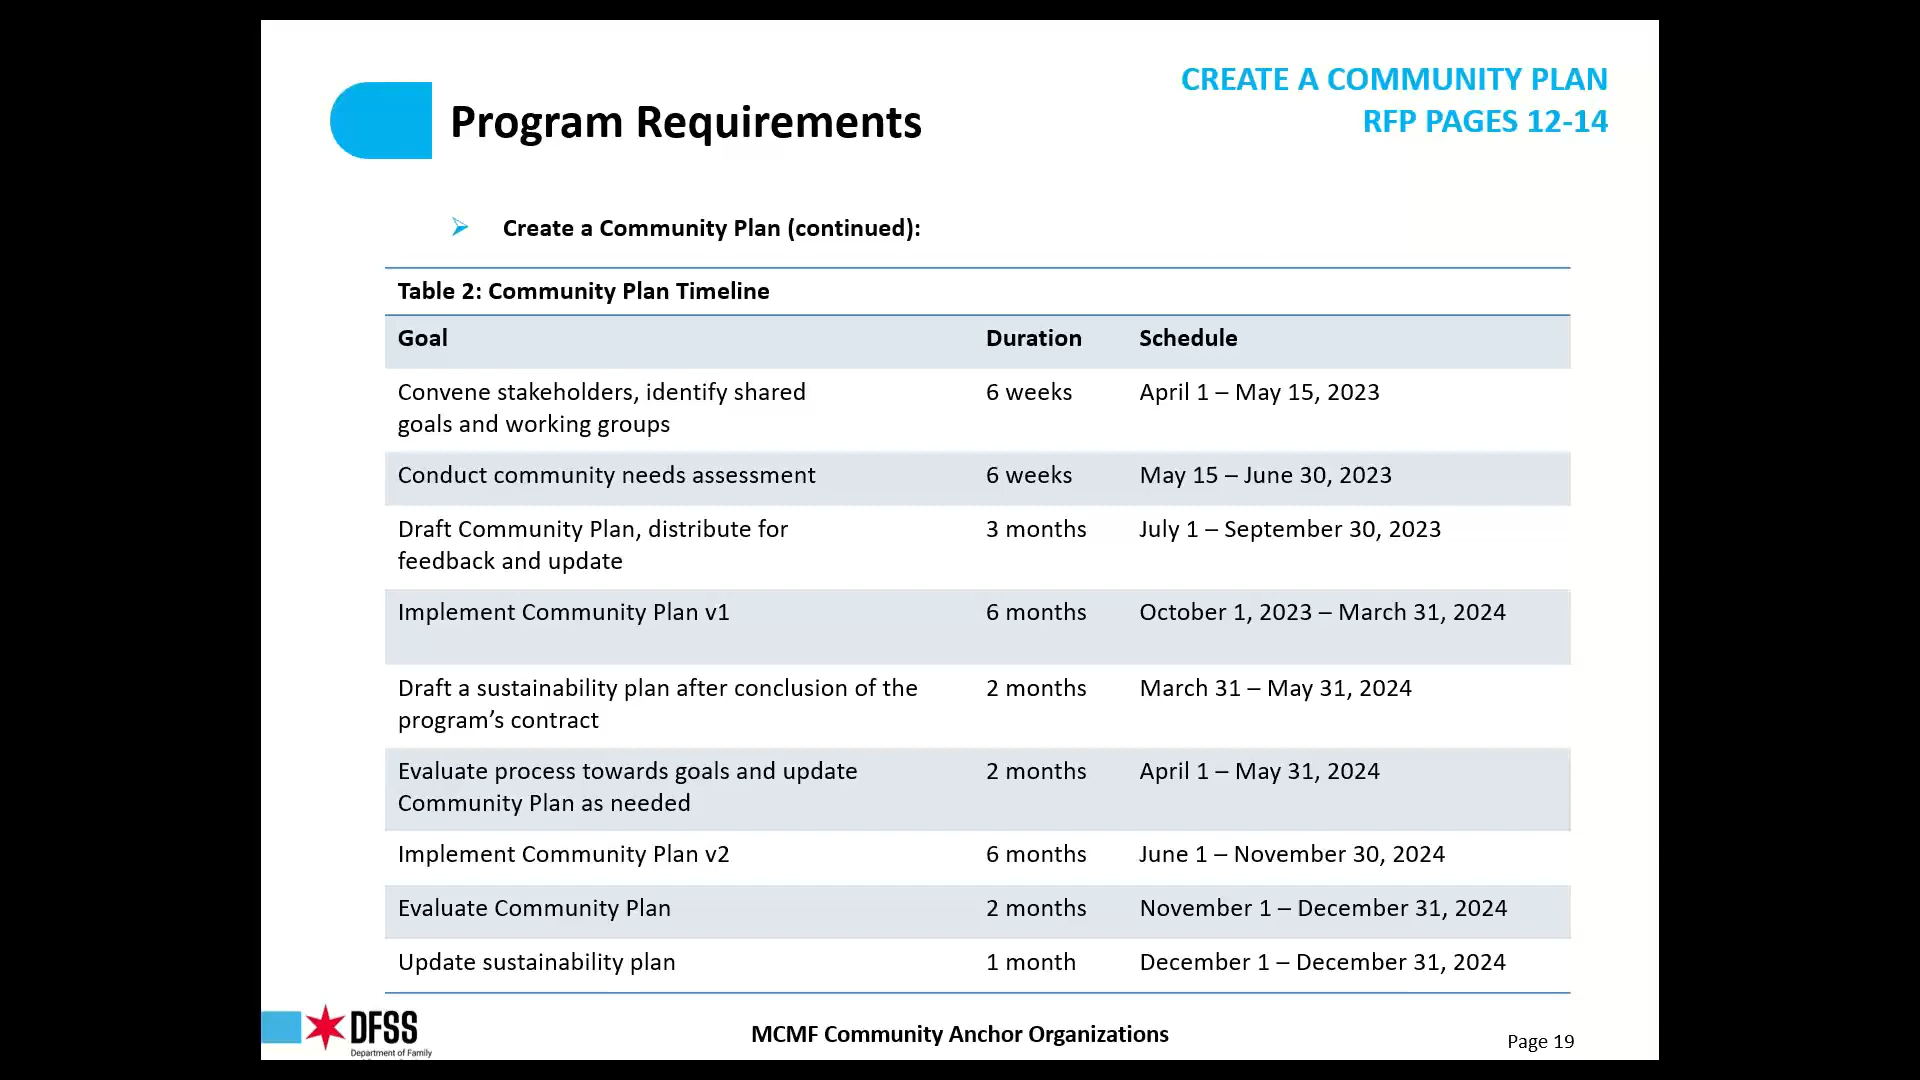 CREATE A COMMUNITY PLAN
RFP PAGES 12-14
Program Requirements
Create a Community Plan (continued):
Table 2: Community Plan Timeline
Goal Duration Schedule
Convene stakeholders, identify shared 6 weeks April 1 – May 15, 2023
goals and working groups
Conduct community needs assessment 6 weeks May 15 – June 30, 2023
Draft Community Plan, distribute for 3 months July 1 – September 30, 2023
feedback and update
Implement Community Plan v1 6 months October 1, 2023 – March 31, 2024
Draft a sustainability plan after conclusion of the 2 months March 31 – May 31, 2024
program’s contract
Evaluate process towards goals and update 2 months April 1 – May 31, 2024
Community Plan as needed
Implement Community Plan v2 6 months June 1 – November 30, 2024
Evaluate Community Plan 2 months November 1 – December 31, 2024
Update sustainability plan 1 month December 1 – December 31, 2024
DFSS
Department of Family
MCMF Community Anchor Organizations
Page 19